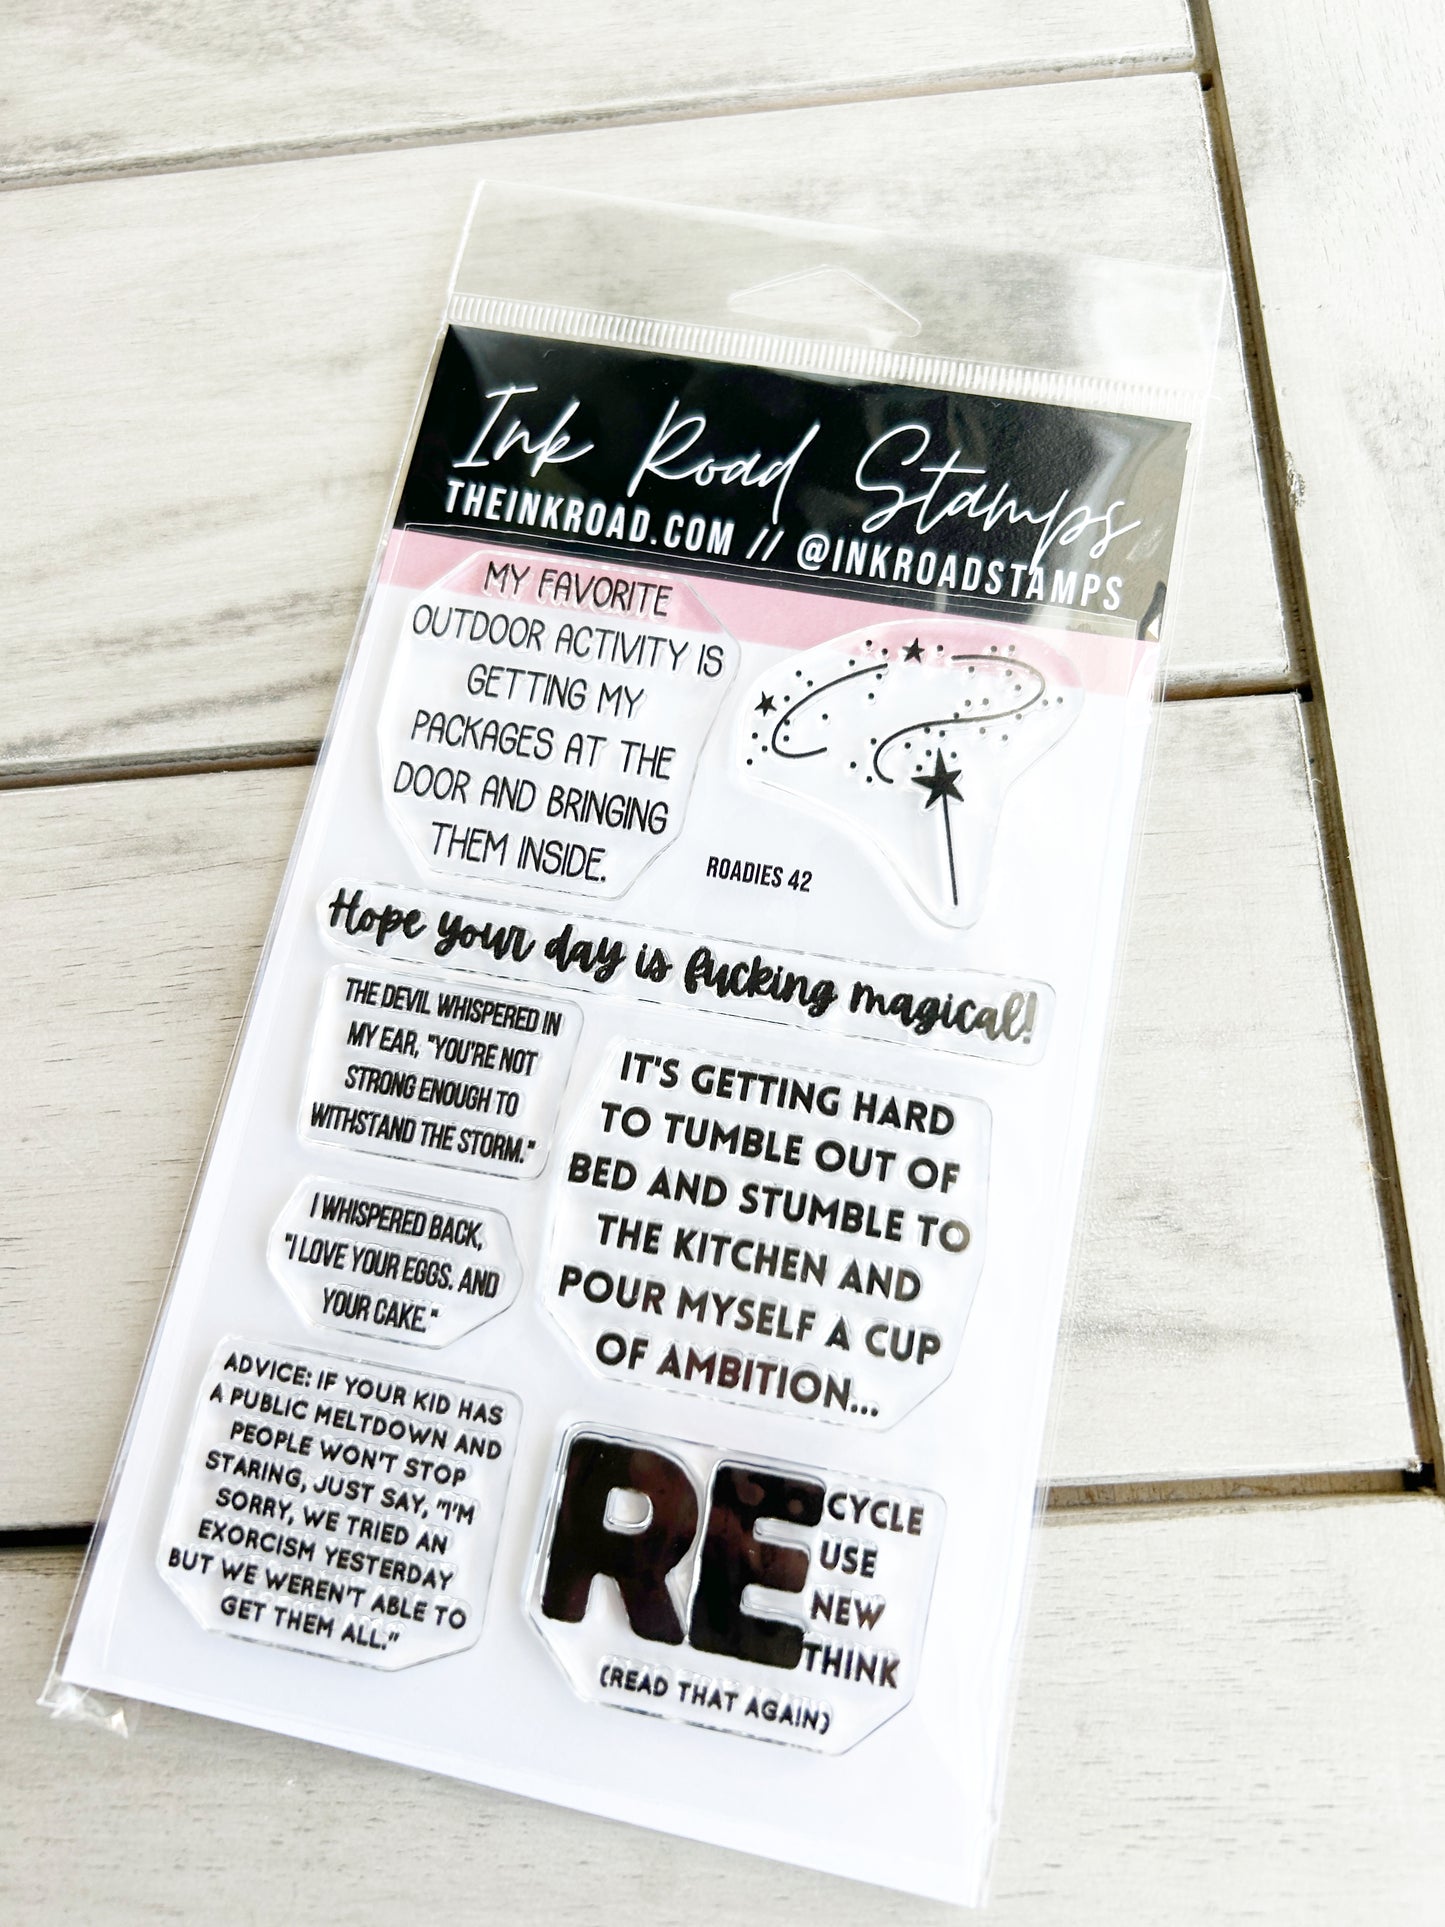 Ink Road Stamps
THEINKROAD.COM // @INKROADSTAMPS
MY FAVORITE
OUTDOOR ACTIVITY IS
GETTING MY
PACKAGES AT THE
DOOR AND BRINGING
THEM INSIDE.
ROADIES 42
Hope your day is fucking magical!
THE DEVIL WHISPERED IN
MY EAR, "YOU'RE NOT
STRONG ENOUGH TO
WITHSTAND THE STORM."
I WHISPERED BACK,
"I LOVE YOUR EGGS. AND
YOUR CAKE."
IT'S GETTING HARD
TO TUMBLE OUT OF
BED AND STUMBLE TO
THE KITCHEN AND
POUR MYSELF A CUP
OF AMBITION...
ADVICE: IF YOUR KID HAS
A PUBLIC MELTDOWN AND
PEOPLE WON'T STOP
STARING, JUST SAY, "I'M
SORRY, WE TRIED AN
EXORCISM YESTERDAY
BUT WE WEREN'T ABLE TO
GET THEM ALL."
RE
CYCLE
USE
NEW
THINK
(READ THAT AGAIN)